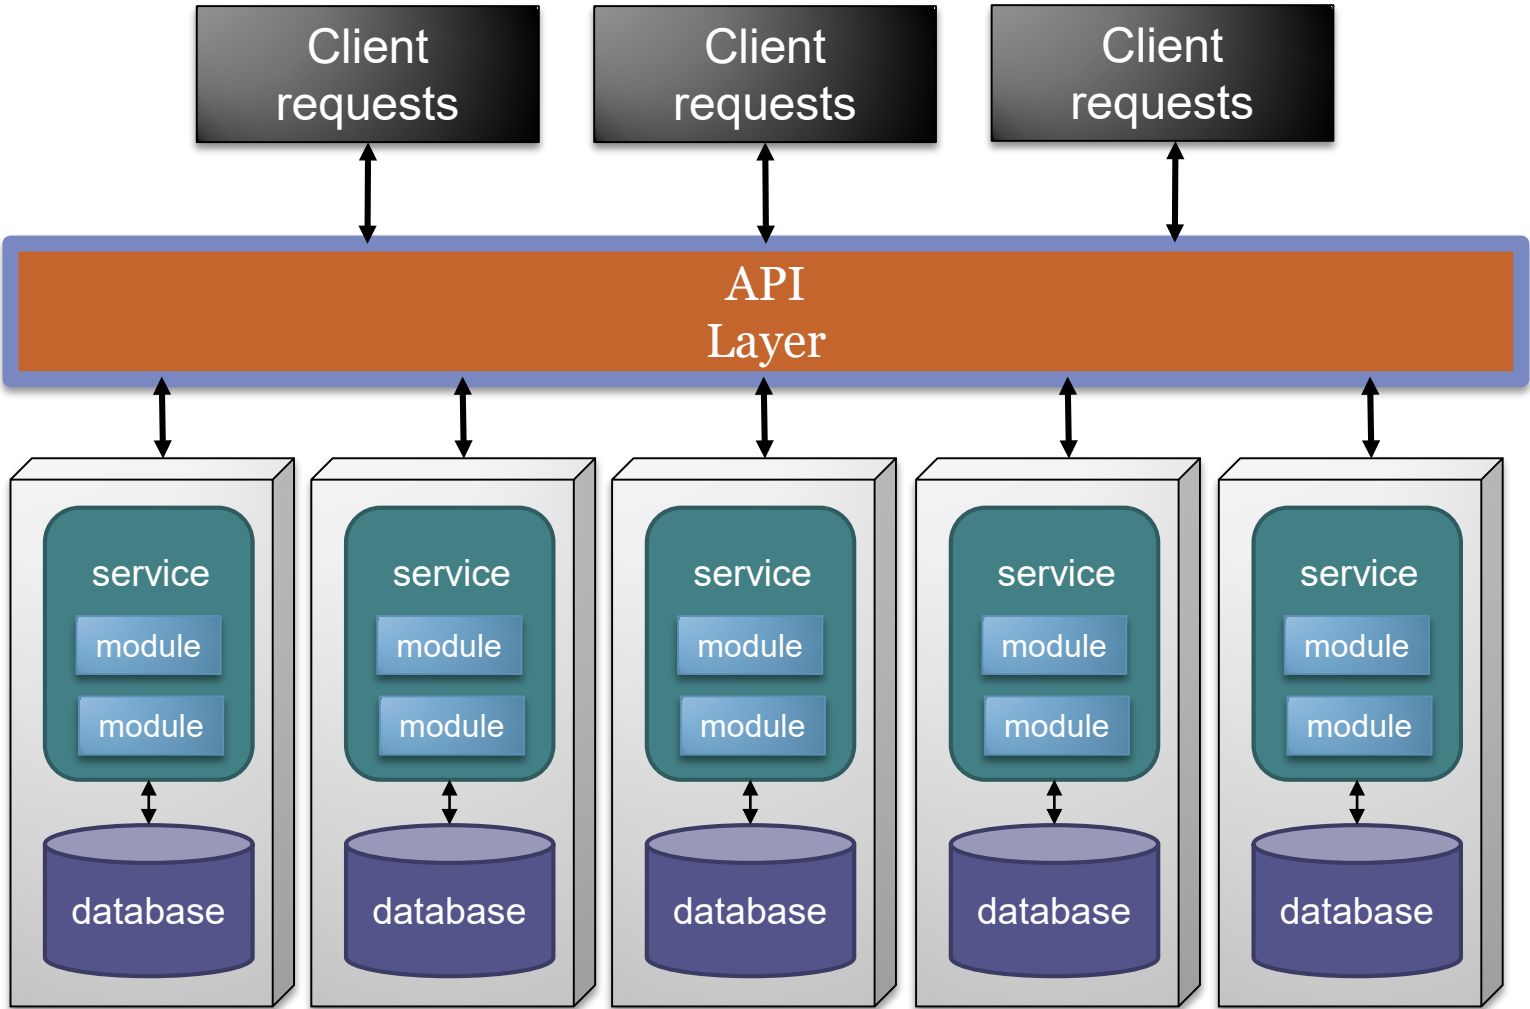 Client
requests
Client
requests
Client
requests
API
Layer
service
module
module
database
service
module
module
database
service
module
module
database
service
module
module
database
service
module
module
database